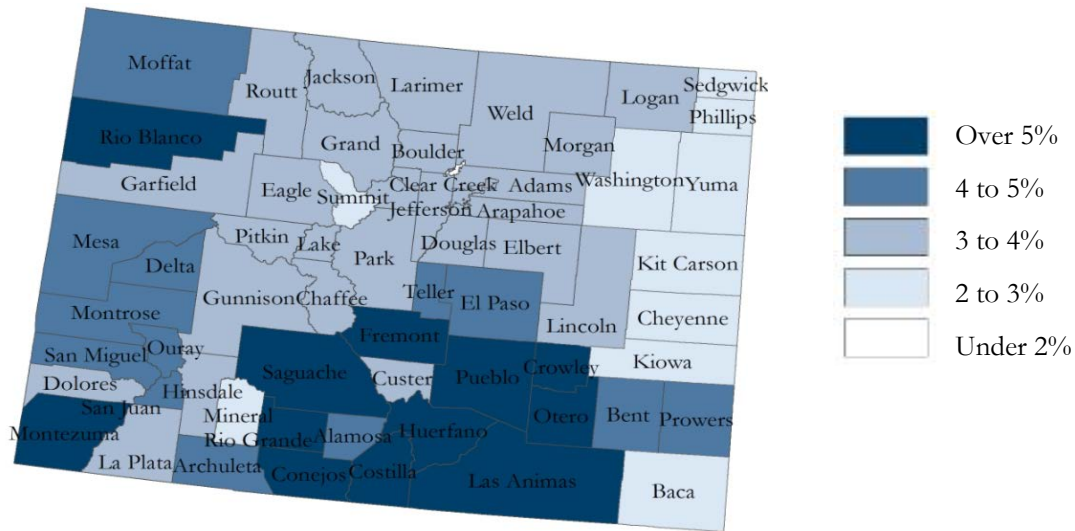 Moffat
Jackson
Larimer
Sedgwick
Routt
Logan
Weld
Phillips
Rio Blanco
Grand
Boulder
Morgan
Garfield
Eagle
Clear Creek
Adams
Washington
Yuma
Summit
Jefferson
Arapahoe
Pitkin
Lake
Douglas
Elbert
Mesa
Park
Kit Carson
Delta
Teller
Gunnison
Chaffee
El Paso
Montrose
Cheyenne
Lincoln
Fremont
Ouray
San Miguel
Kiowa
Saguache
Crowley
Custer
Pueblo
Dolores
Hinsdale
San Juan
Mineral
Otero
Bent
Prowers
Montezuma
Rio Grande
Alamosa
Huerfano
La Plata
Archuleta
Conejos
Costilla
Las Animas
Baca
Over 5%
4 to 5%
3 to 4%
2 to 3%
Under 2%